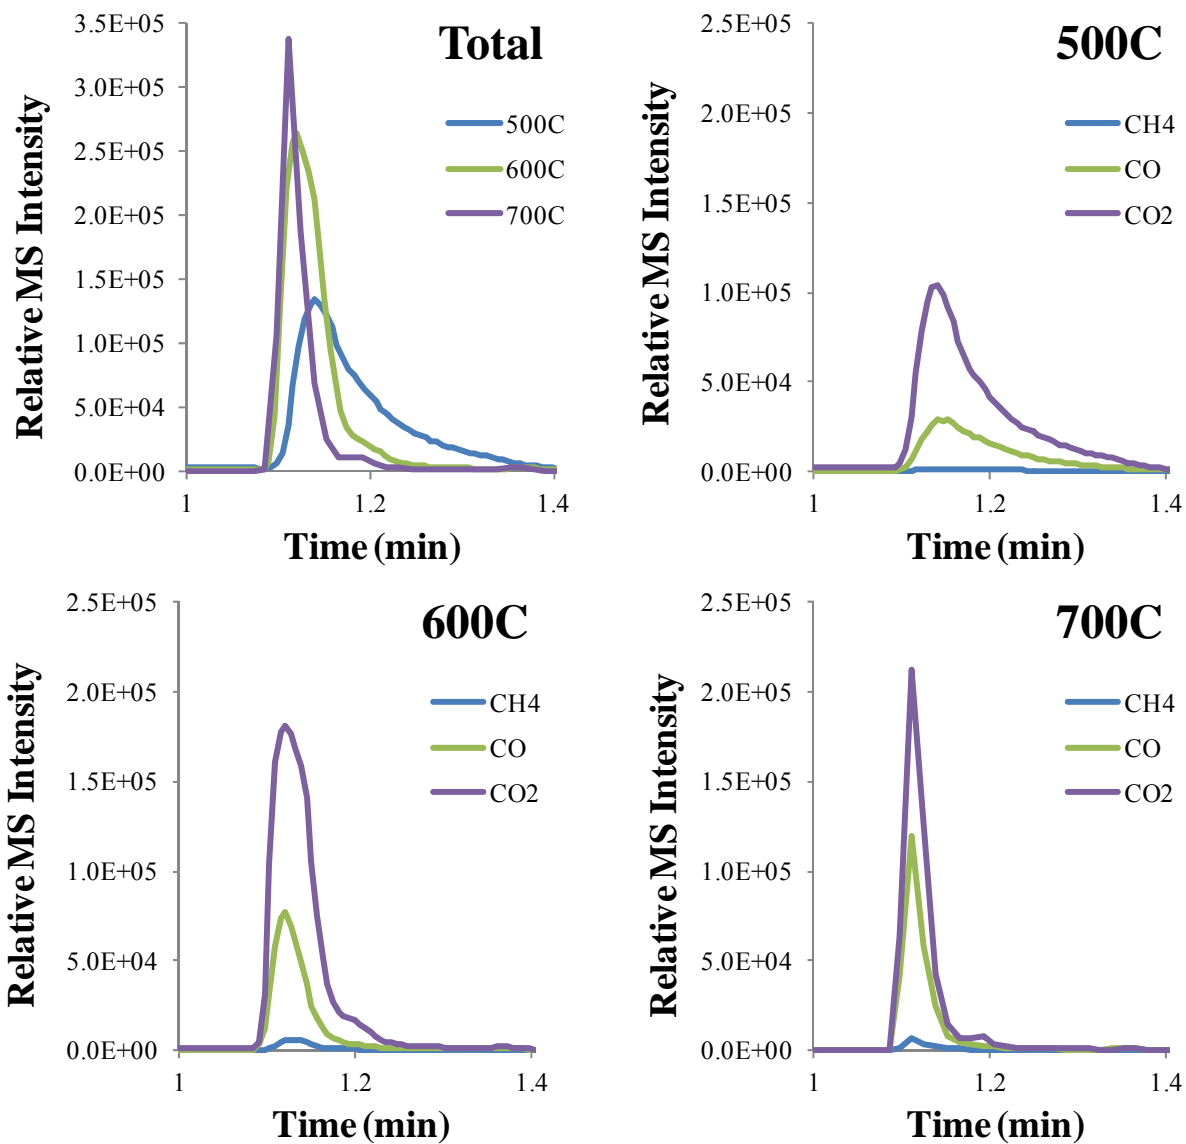 Total
Relative MS Intensity
3.5E+05
3.0E+05
2.5E+05
2.0E+05
1.5E+05
1.0E+05
5.0E+04
0.0E+00
500C
600C
700C
1
1.2
1.4
Time (min)
500C
Relative MS Intensity
2.5E+05
2.0E+05
1.5E+05
1.0E+05
5.0E+04
0.0E+00
CH4
CO
CO2
1
1.2
1.4
Time (min)
600C
Relative MS Intensity
2.5E+05
2.0E+05
1.5E+05
1.0E+05
5.0E+04
0.0E+00
CH4
CO
CO2
1
1.2
1.4
Time (min)
700C
Relative MS Intensity
2.5E+05
2.0E+05
1.5E+05
1.0E+05
5.0E+04
0.0E+00
CH4
CO
CO2
1
1.2
1.4
Time (min)